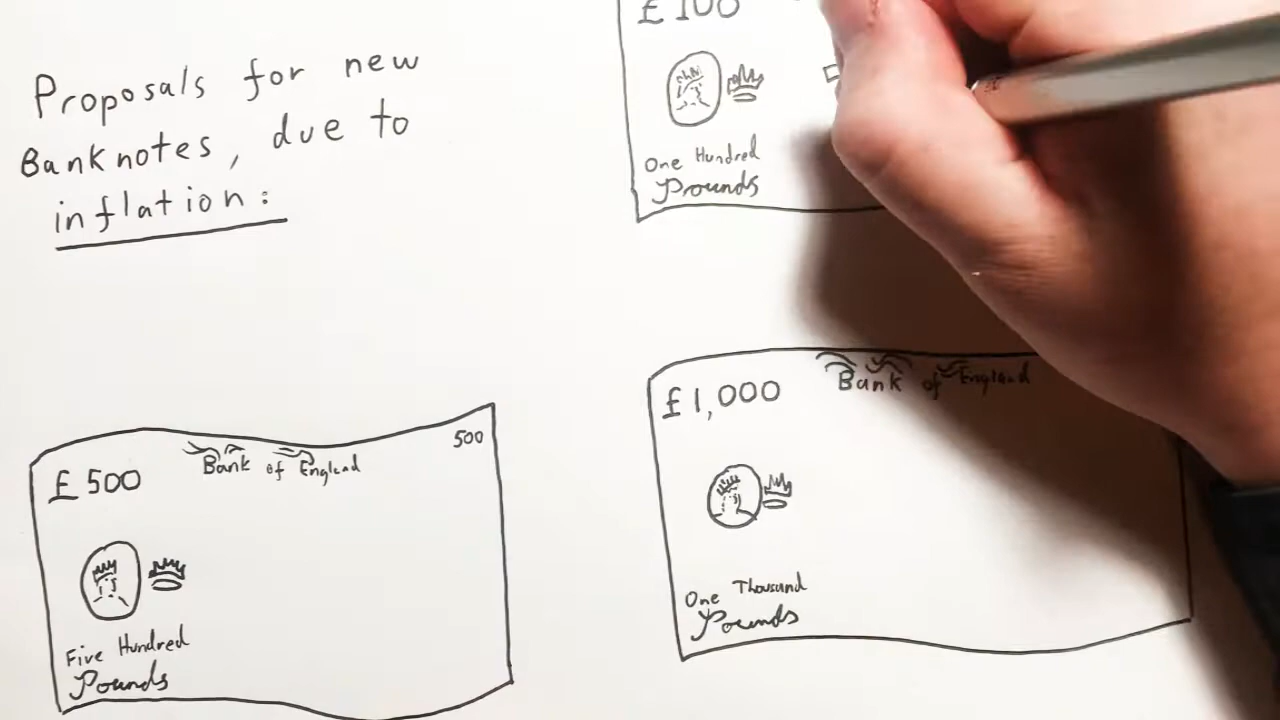 Proposals for new
Banknotes, due to
inflation:
£100
One Hundred
Pounds
£500
Bank of England
500
Five Hundred
Pounds
£1,000
Bank of England
One Thousand
Pounds